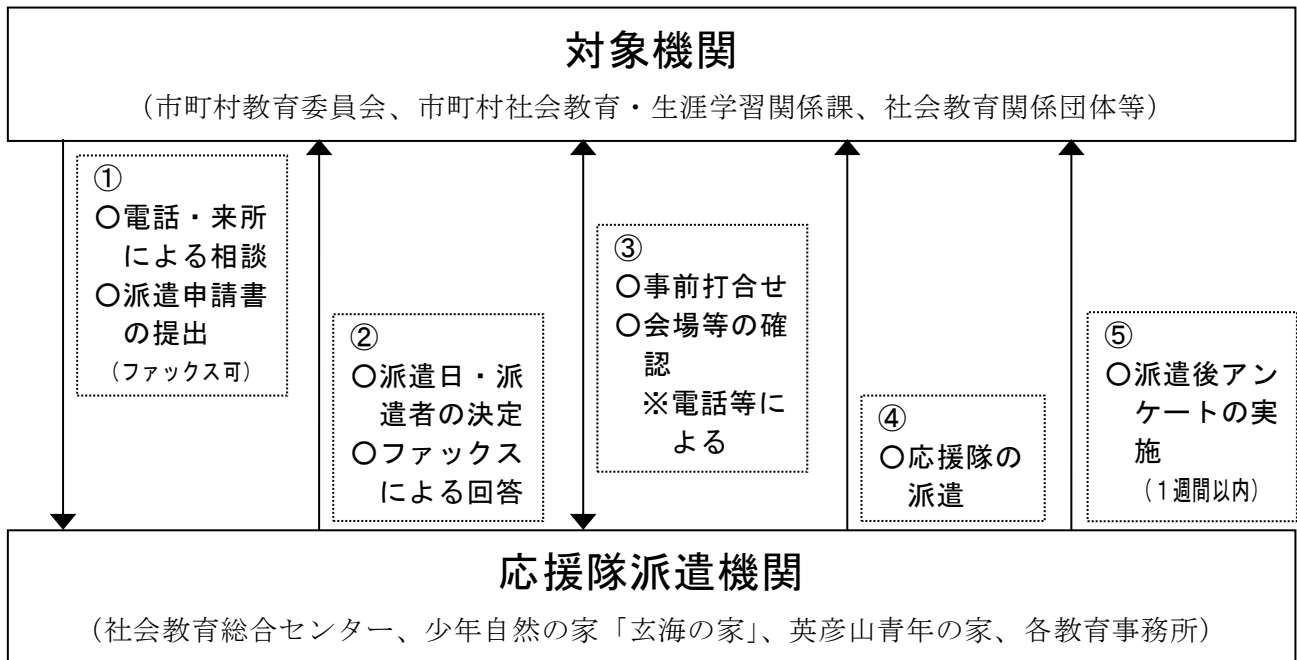 対象機関
（市町村教育委員会、市町村社会教育・生涯学習関係課、社会教育関係団体等）
①
○電話・来所
による相談
○派遣申請書
の提出
（ファックス可）
②
○派遣日・派
遣者の決定
○ファックス
による回答
③
○事前打合せ
○会場等の確
認
※電話等に
よる
④
○応援隊の
派遣
⑤
○派遣後アン
ケートの実
施
（１週間以内）
応援隊派遣機関
（社会教育総合センター、少年自然の家「玄海の家」、英彦山青年の家、各教育事務所）